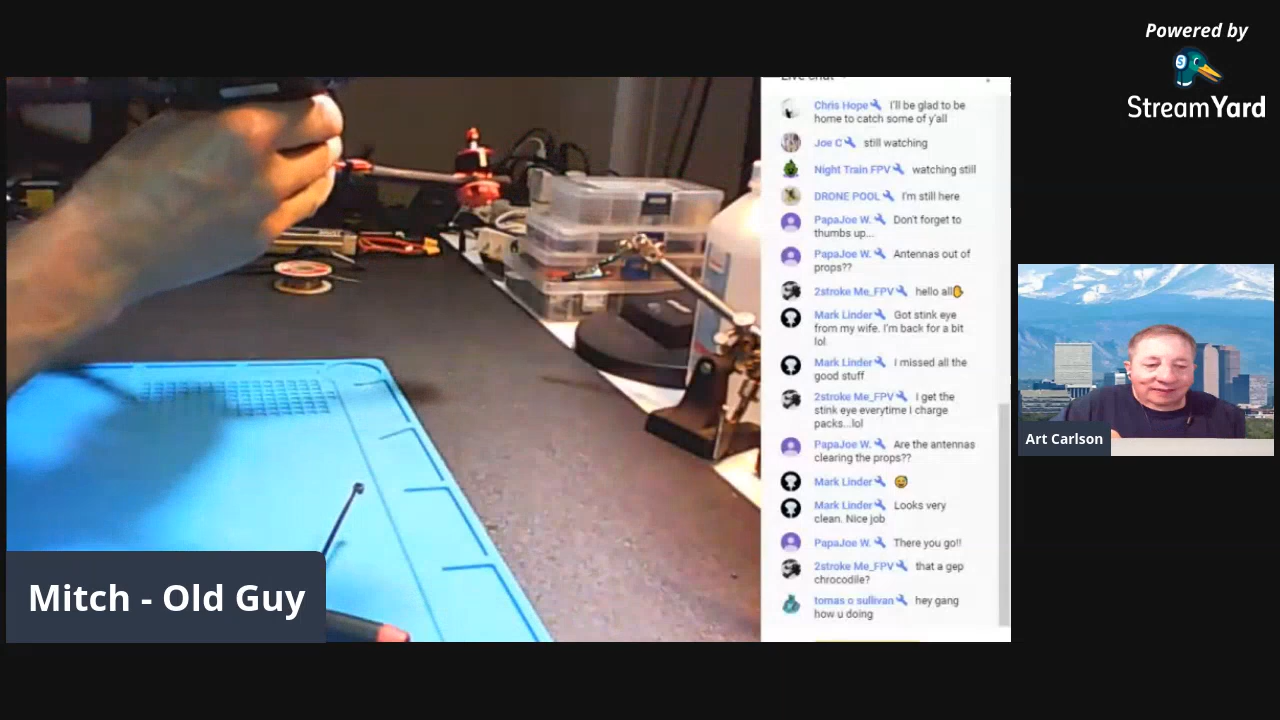 Powered by
StreamYard
Live chat
Chris Hope I'll be glad to be
home to catch some of y'all
Joe C still watching
Night Train FPV watching still
DRONE POOL I'm still here
PapaJoe W. Don't forget to
thumbs up...
PapaJoe W. Antennas out of
props??
2stroke Me_FPV hello all
Mark Linder Got stink eye
from my wife. I'm back for a bit
lol
Mark Linder I missed all the
good stuff
2stroke Me_FPV I get the
stink eye everytime I charge
packs...lol
PapaJoe W. Are the antennas
clearing the props??
Mark Linder
Mark Linder Looks very
clean. Nice job
PapaJoe W. There you go!!
2stroke Me_FPV that a gep
chrocodile?
tomas o sullivan hey gang
how u doing
Mitch - Old Guy
Art Carlson